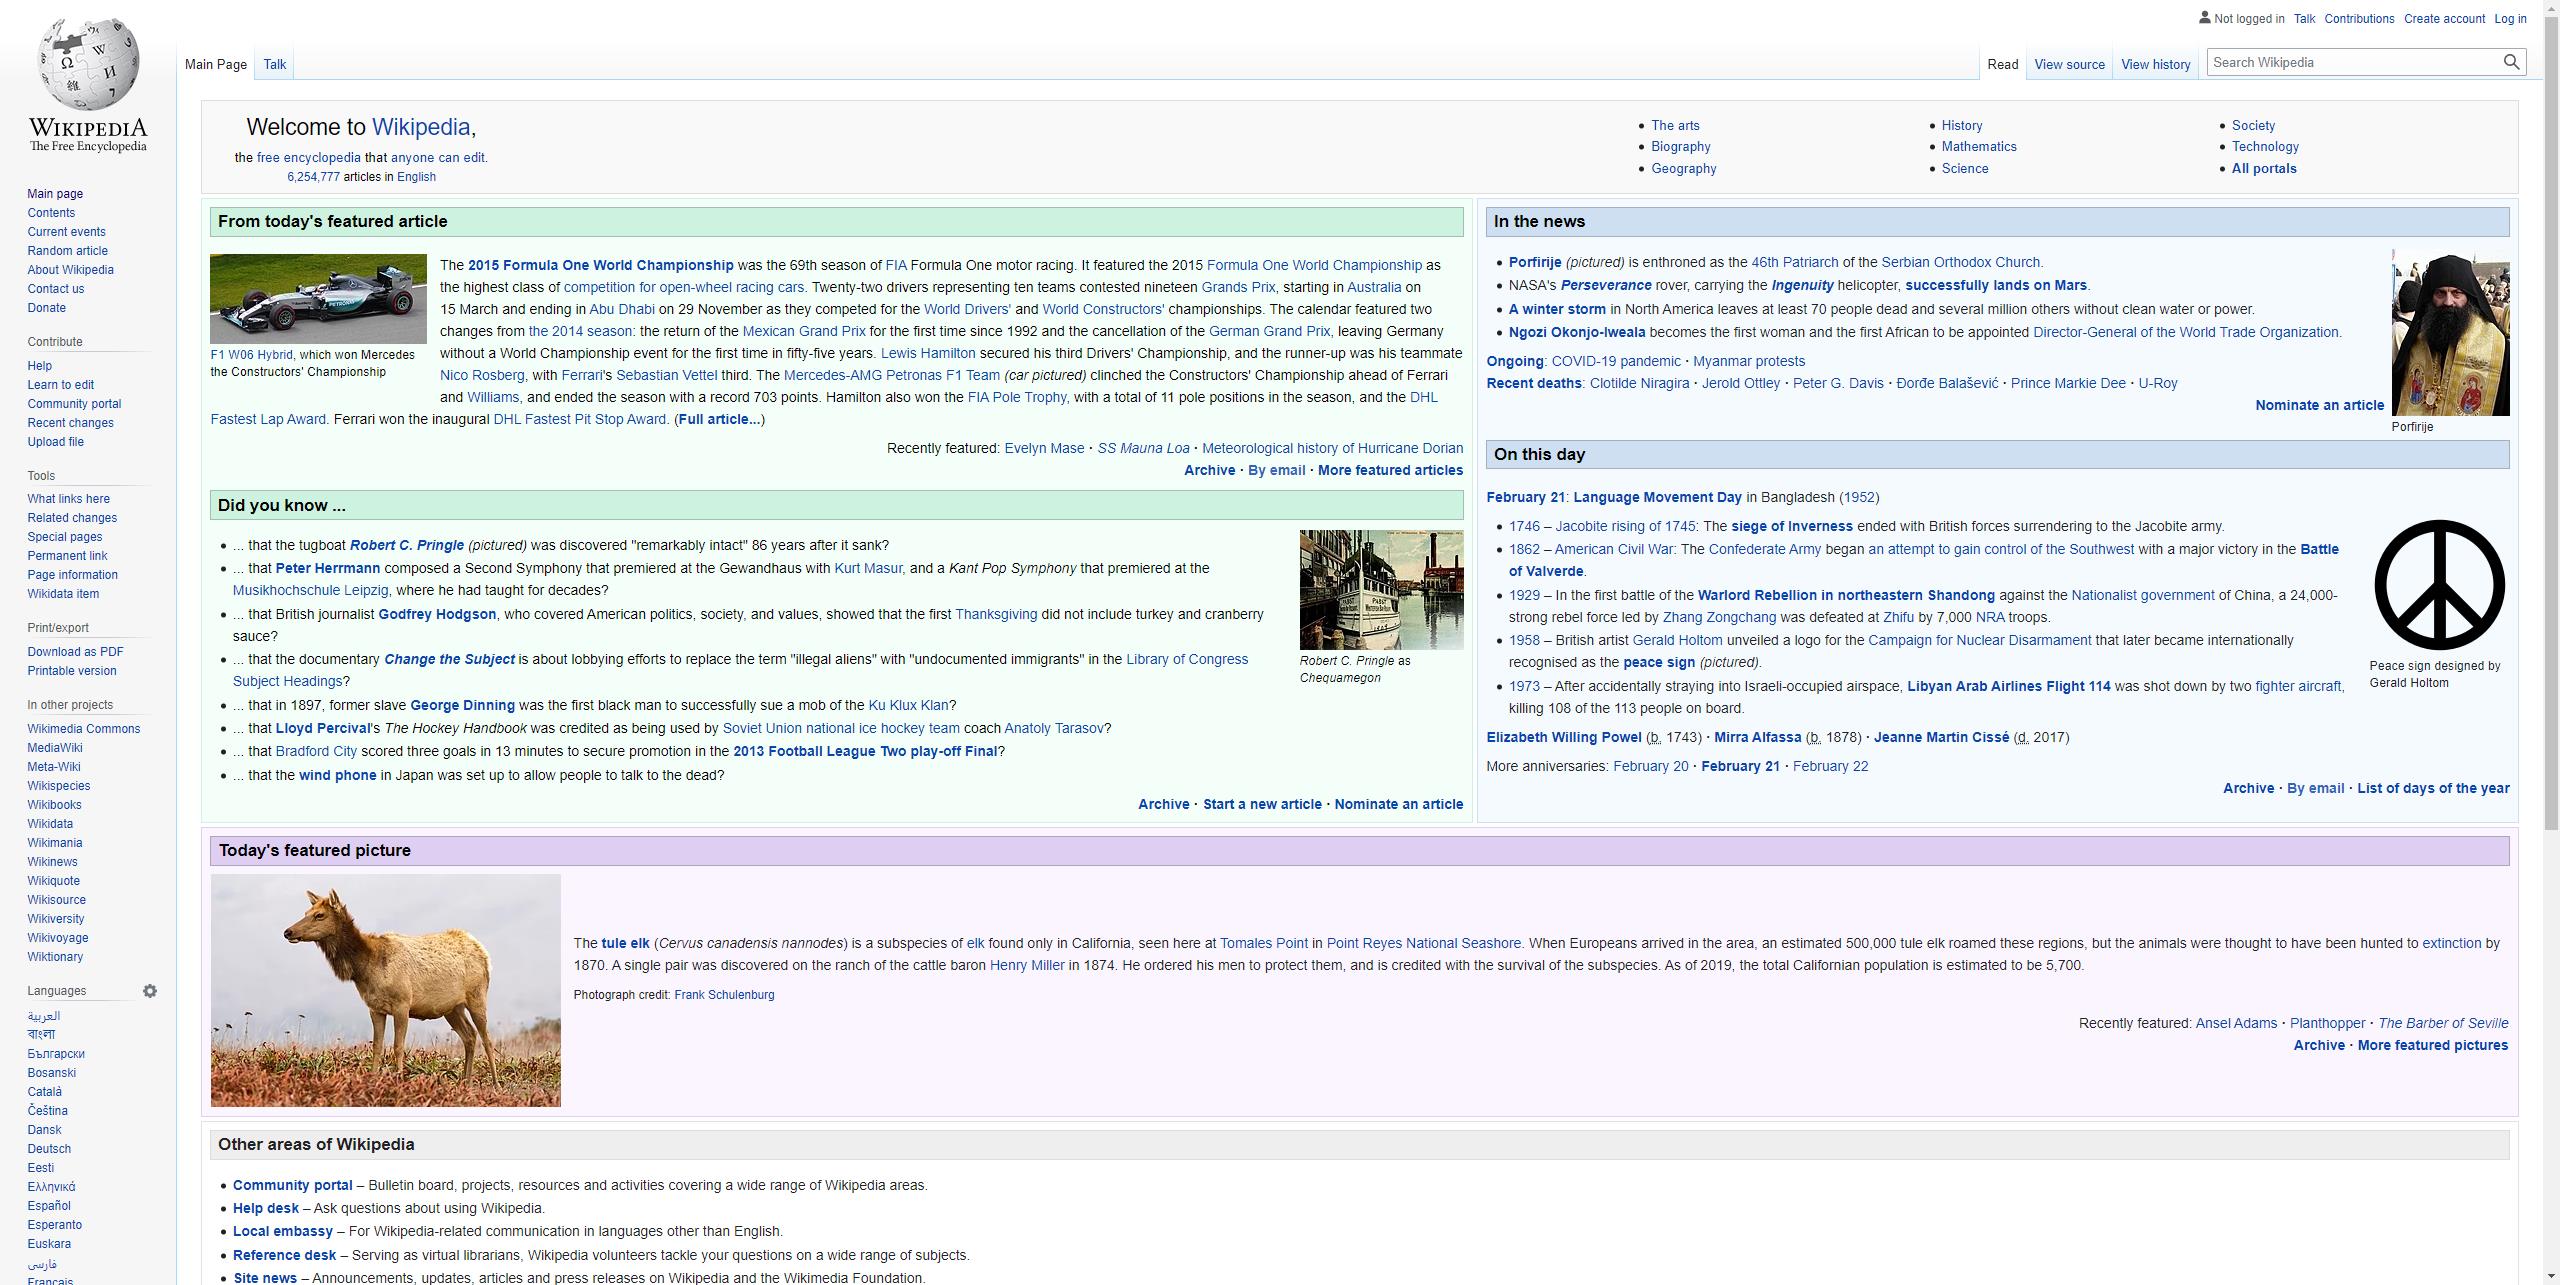 Not logged in Talk Contributions Create account Log in
Main Page Talk
Read View source View history Search Wikipedia
WIKIPEDIA
The Free Encyclopedia
Main page
Contents
Current events
Random article
About Wikipedia
Contact us
Donate
Contribute
Help
Learn to edit
Community portal
Recent changes
Upload file
Tools
What links here
Related changes
Special pages
Permanent link
Page information
Wikidata item
Print/export
Download as PDF
Printable version
In other projects
Wikimedia Commons
MediaWiki
Meta-Wiki
Wikispecies
Wikibooks
Wikidata
Wikimania
Wikinews
Wikiquote
Wikisource
Wikiversity
Wikivoyage
Wiktionary
Languages
العربية
বাংলা
Български
Bosanski
Català
Čeština
Dansk
Deutsch
Eesti
Ελληνικά
Español
Esperanto
Euskara
فارسی
Français
Welcome to Wikipedia,
the free encyclopedia that anyone can edit.
6,254,777 articles in English
The arts
Biography
Geography
History
Mathematics
Science
Society
Technology
All portals
From today's featured article
F1 W06 Hybrid, which won Mercedes
the Constructors' Championship
The 2015 Formula One World Championship was the 69th season of FIA Formula One motor racing. It featured the 2015 Formula One World Championship as
the highest class of competition for open-wheel racing cars. Twenty-two drivers representing ten teams contested nineteen Grands Prix, starting in Australia on
15 March and ending in Abu Dhabi on 29 November as they competed for the World Drivers' and World Constructors' championships. The calendar featured two
changes from the 2014 season: the return of the Mexican Grand Prix for the first time since 1992 and the cancellation of the German Grand Prix, leaving Germany
without a World Championship event for the first time in fifty-five years. Lewis Hamilton secured his third Drivers' Championship, and the runner-up was his teammate
Nico Rosberg, with Ferrari's Sebastian Vettel third. The Mercedes-AMG Petronas F1 Team (car pictured) clinched the Constructors' Championship ahead of Ferrari
and Williams, and ended the season with a record 703 points. Hamilton also won the FIA Pole Trophy, with a total of 11 pole positions in the season, and the DHL
Fastest Lap Award. Ferrari won the inaugural DHL Fastest Pit Stop Award. (Full article...)
Recently featured: Evelyn Mase · SS Mauna Loa · Meteorological history of Hurricane Dorian
Archive · By email · More featured articles
Did you know ...
... that the tugboat Robert C. Pringle (pictured) was discovered "remarkably intact" 86 years after it sank?
... that Peter Herrmann composed a Second Symphony that premiered at the Gewandhaus with Kurt Masur, and a Kant Pop Symphony that premiered at the
Musikhochschule Leipzig, where he had taught for decades?
... that British journalist Godfrey Hodgson, who covered American politics, society, and values, showed that the first Thanksgiving did not include turkey and cranberry
sauce?
... that the documentary Change the Subject is about lobbying efforts to replace the term "illegal aliens" with "undocumented immigrants" in the Library of Congress
Subject Headings?
... that in 1897, former slave George Dinning was the first black man to successfully sue a mob of the Ku Klux Klan?
... that Lloyd Percival's The Hockey Handbook was credited as being used by Soviet Union national ice hockey team coach Anatoly Tarasov?
... that Bradford City scored three goals in 13 minutes to secure promotion in the 2013 Football League Two play-off Final?
... that the wind phone in Japan was set up to allow people to talk to the dead?
Robert C. Pringle as
Chequamegon
Archive · Start a new article · Nominate an article
In the news
Porfirije (pictured) is enthroned as the 46th Patriarch of the Serbian Orthodox Church.
NASA's Perseverance rover, carrying the Ingenuity helicopter, successfully lands on Mars.
A winter storm in North America leaves at least 70 people dead and several million others without clean water or power.
Ngozi Okonjo-Iweala becomes the first woman and the first African to be appointed Director-General of the World Trade Organization.
Ongoing: COVID-19 pandemic · Myanmar protests
Recent deaths: Clotilde Niragira · Jerold Ottley · Peter G. Davis · Đorđe Balašević · Prince Markie Dee · U-Roy
Nominate an article
Porfirije
On this day
February 21: Language Movement Day in Bangladesh (1952)
1746 – Jacobite rising of 1745: The siege of Inverness ended with British forces surrendering to the Jacobite army.
1862 – American Civil War: The Confederate Army began an attempt to gain control of the Southwest with a major victory in the Battle
of Valverde.
1929 – In the first battle of the Warlord Rebellion in northeastern Shandong against the Nationalist government of China, a 24,000-
strong rebel force led by Zhang Zongchang was defeated at Zhifu by 7,000 NRA troops.
1958 – British artist Gerald Holtom unveiled a logo for the Campaign for Nuclear Disarmament that later became internationally
recognised as the peace sign (pictured).
1973 – After accidentally straying into Israeli-occupied airspace, Libyan Arab Airlines Flight 114 was shot down by two fighter aircraft,
killing 108 of the 113 people on board.
Peace sign designed by
Gerald Holtom
Elizabeth Willing Powel (b. 1743) · Mirra Alfassa (b. 1878) · Jeanne Martin Cissé (d. 2017)
More anniversaries: February 20 · February 21 · February 22
Archive · By email · List of days of the year
Today's featured picture
The tule elk (Cervus canadensis nannodes) is a subspecies of elk found only in California, seen here at Tomales Point in Point Reyes National Seashore. When Europeans arrived in the area, an estimated 500,000 tule elk roamed these regions, but the animals were thought to have been hunted to extinction by
1870. A single pair was discovered on the ranch of the cattle baron Henry Miller in 1874. He ordered his men to protect them, and is credited with the survival of the subspecies. As of 2019, the total Californian population is estimated to be 5,700.
Photograph credit: Frank Schulenburg
Recently featured: Ansel Adams · Planthopper · The Barber of Seville
Archive · More featured pictures
Other areas of Wikipedia
Community portal – Bulletin board, projects, resources and activities covering a wide range of Wikipedia areas.
Help desk – Ask questions about using Wikipedia.
Local embassy – For Wikipedia-related communication in languages other than English.
Reference desk – Serving as virtual librarians, Wikipedia volunteers tackle your questions on a wide range of subjects.
Site news – Announcements, updates, articles and press releases on Wikipedia and the Wikimedia Foundation.